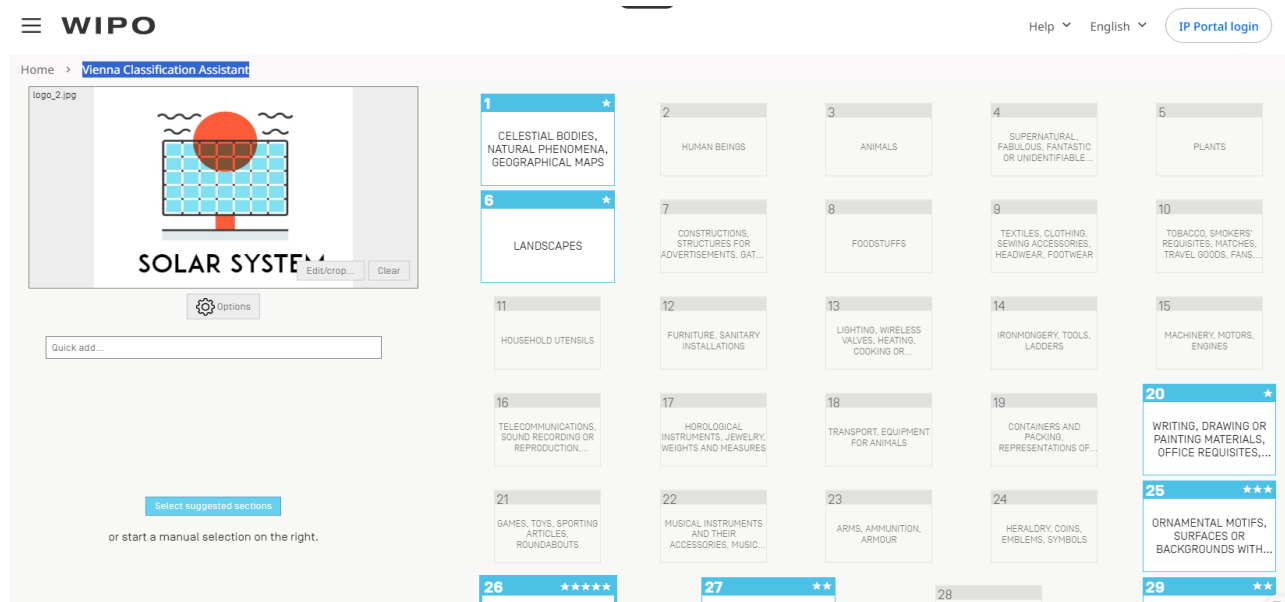 WIPO
Help
English
IP Portal login
Home > Vienna Classification Assistant
logo_2.jpg
SOLAR SYSTEM
Edit/crop...
Clear
Options
Quick add...
Select suggested sections
or start a manual selection on the right.
1
CELESTIAL BODIES,
NATURAL PHENOMENA,
GEOGRAPHICAL MAPS
2
HUMAN BEINGS
3
ANIMALS
4
SUPERNATURAL,
FABULOUS, FANTASTIC
OR UNIDENTIFIABLE...
5
PLANTS
6
LANDSCAPES
7
CONSTRUCTIONS,
STRUCTURES FOR
ADVERTISEMENTS, GAT...
8
FOODSTUFFS
9
TEXTILES, CLOTHING,
SEWING ACCESSORIES,
HEADWEAR, FOOTWEAR
10
TOBACCO, SMOKERS'
REQUISITES, MATCHES,
TRAVEL GOODS, FANS,...
11
HOUSEHOLD UTENSILS
12
FURNITURE, SANITARY
INSTALLATIONS
13
LIGHTING, WIRELESS
VALVES, HEATING,
COOKING OR...
14
IRONMONGERY, TOOLS,
LADDERS
15
MACHINERY, MOTORS,
ENGINES
16
TELECOMMUNICATIONS,
SOUND RECORDING OR
REPRODUCTION,...
17
HOROLOGICAL
INSTRUMENTS, JEWELRY,
WEIGHTS AND MEASURES
18
TRANSPORT, EQUIPMENT
FOR ANIMALS
19
CONTAINERS AND
PACKING,
REPRESENTATIONS OF...
20
WRITING, DRAWING OR
PAINTING MATERIALS,
OFFICE REQUISITES,...
21
GAMES, TOYS, SPORTING
ARTICLES,
ROUNDABOUTS
22
MUSICAL INSTRUMENTS
AND THEIR
ACCESSORIES, MUSIC...
23
ARMS, AMMUNITION,
ARMOUR
24
HERALDRY, COINS,
EMBLEMS, SYMBOLS
25
ORNAMENTAL MOTIFS,
SURFACES OR
BACKGROUNDS WITH...
26
27
28
29